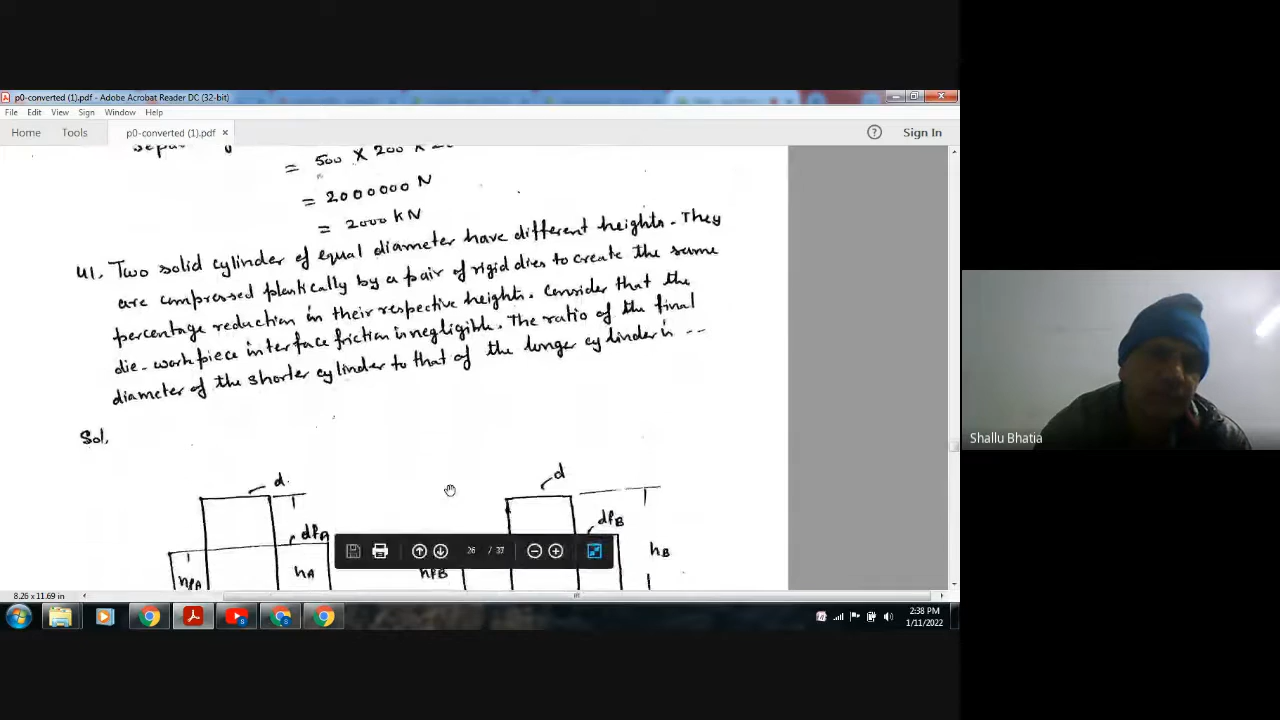 p0-converted (1).pdf - Adobe Acrobat Reader DC (32-bit)
File Edit View Sign Window Help
Home Tools p0-converted (1).pdf × ? Sign In
= 500 X 200 X
= 2000000 N
= 2000 KN
41. Two solid cylinder of equal diameter have different heights. They
are compressed plastically by a pair of rigid dies to create the same
percentage reduction in their respective heights. Consider that the
die-workpiece interface friction is negligible. The ratio of the final
diameter of the shorter cylinder to that of the longer cylinder is --
Sol.
d
d
dfA
dfB
hB
hfA
hA
hfB
26 / 37
8.26 x 11.69 in
2:38 PM
1/11/2022
Shallu Bhatia